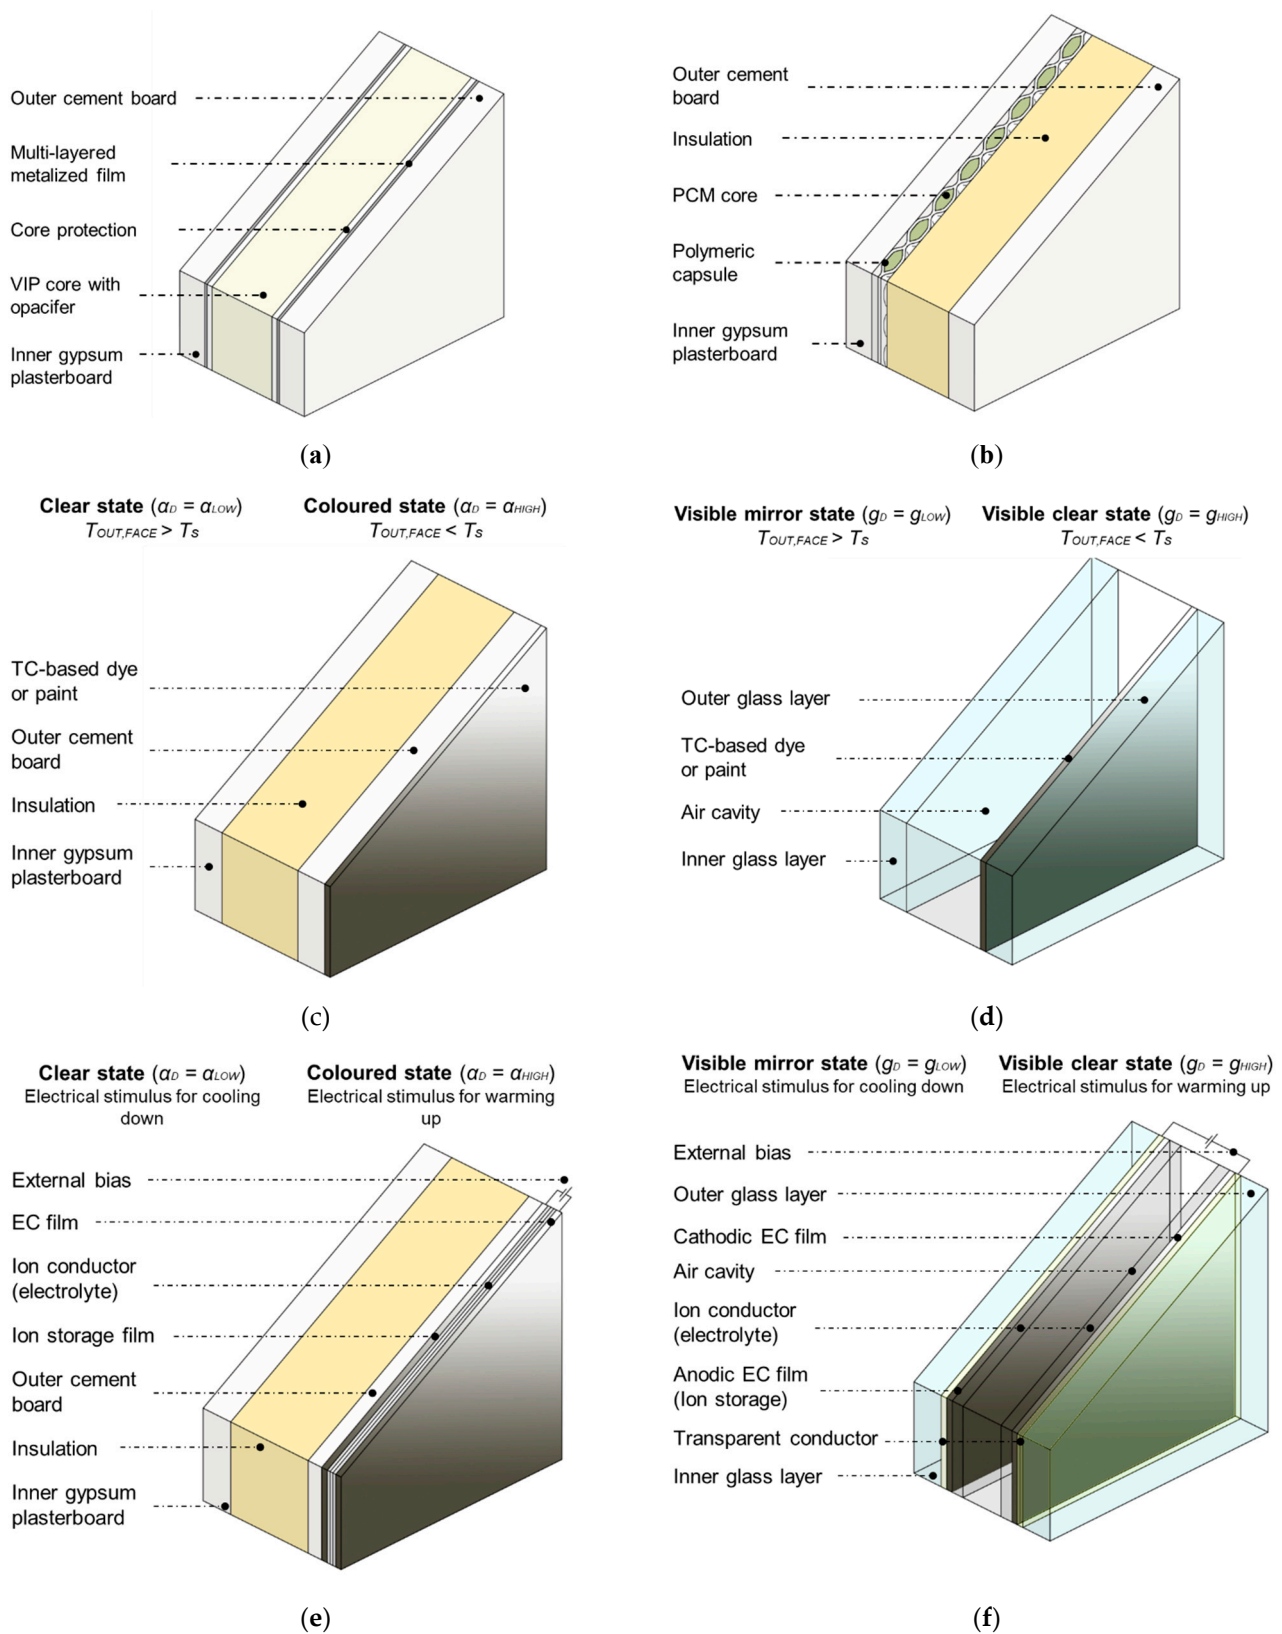 Outer cement board
Multi-layered
metalized film
Core protection
VIP core with
opacifer
Inner gypsum
plasterboard
(a)
Outer cement
board
Insulation
PCM core
Polymeric
capsule
Inner gypsum
plasterboard
(b)
Clear state (αD = αLOW)
TOUT,FACE > Ts
Coloured state (αD = αHIGH)
TOUT,FACE < Ts
TC-based dye
or paint
Outer cement
board
Insulation
Inner gypsum
plasterboard
(c)
Visible mirror state (gD = gLOW)
TOUT,FACE > Ts
Visible clear state (gD = gHIGH)
TOUT,FACE < Ts
Outer glass layer
TC-based dye
or paint
Air cavity
Inner glass layer
(d)
Clear state (αD = αLOW)
Electrical stimulus for cooling
down
Coloured state (αD = αHIGH)
Electrical stimulus for warming
up
External bias
EC film
Ion conductor
(electrolyte)
Ion storage film
Outer cement
board
Insulation
Inner gypsum
plasterboard
(e)
Visible mirror state (gD = gLOW)
Electrical stimulus for cooling down
Visible clear state (gD = gHIGH)
Electrical stimulus for warming up
External bias
Outer glass layer
Cathodic EC film
Air cavity
Ion conductor
(electrolyte)
Anodic EC film
(Ion storage)
Transparent conductor
Inner glass layer
(f)